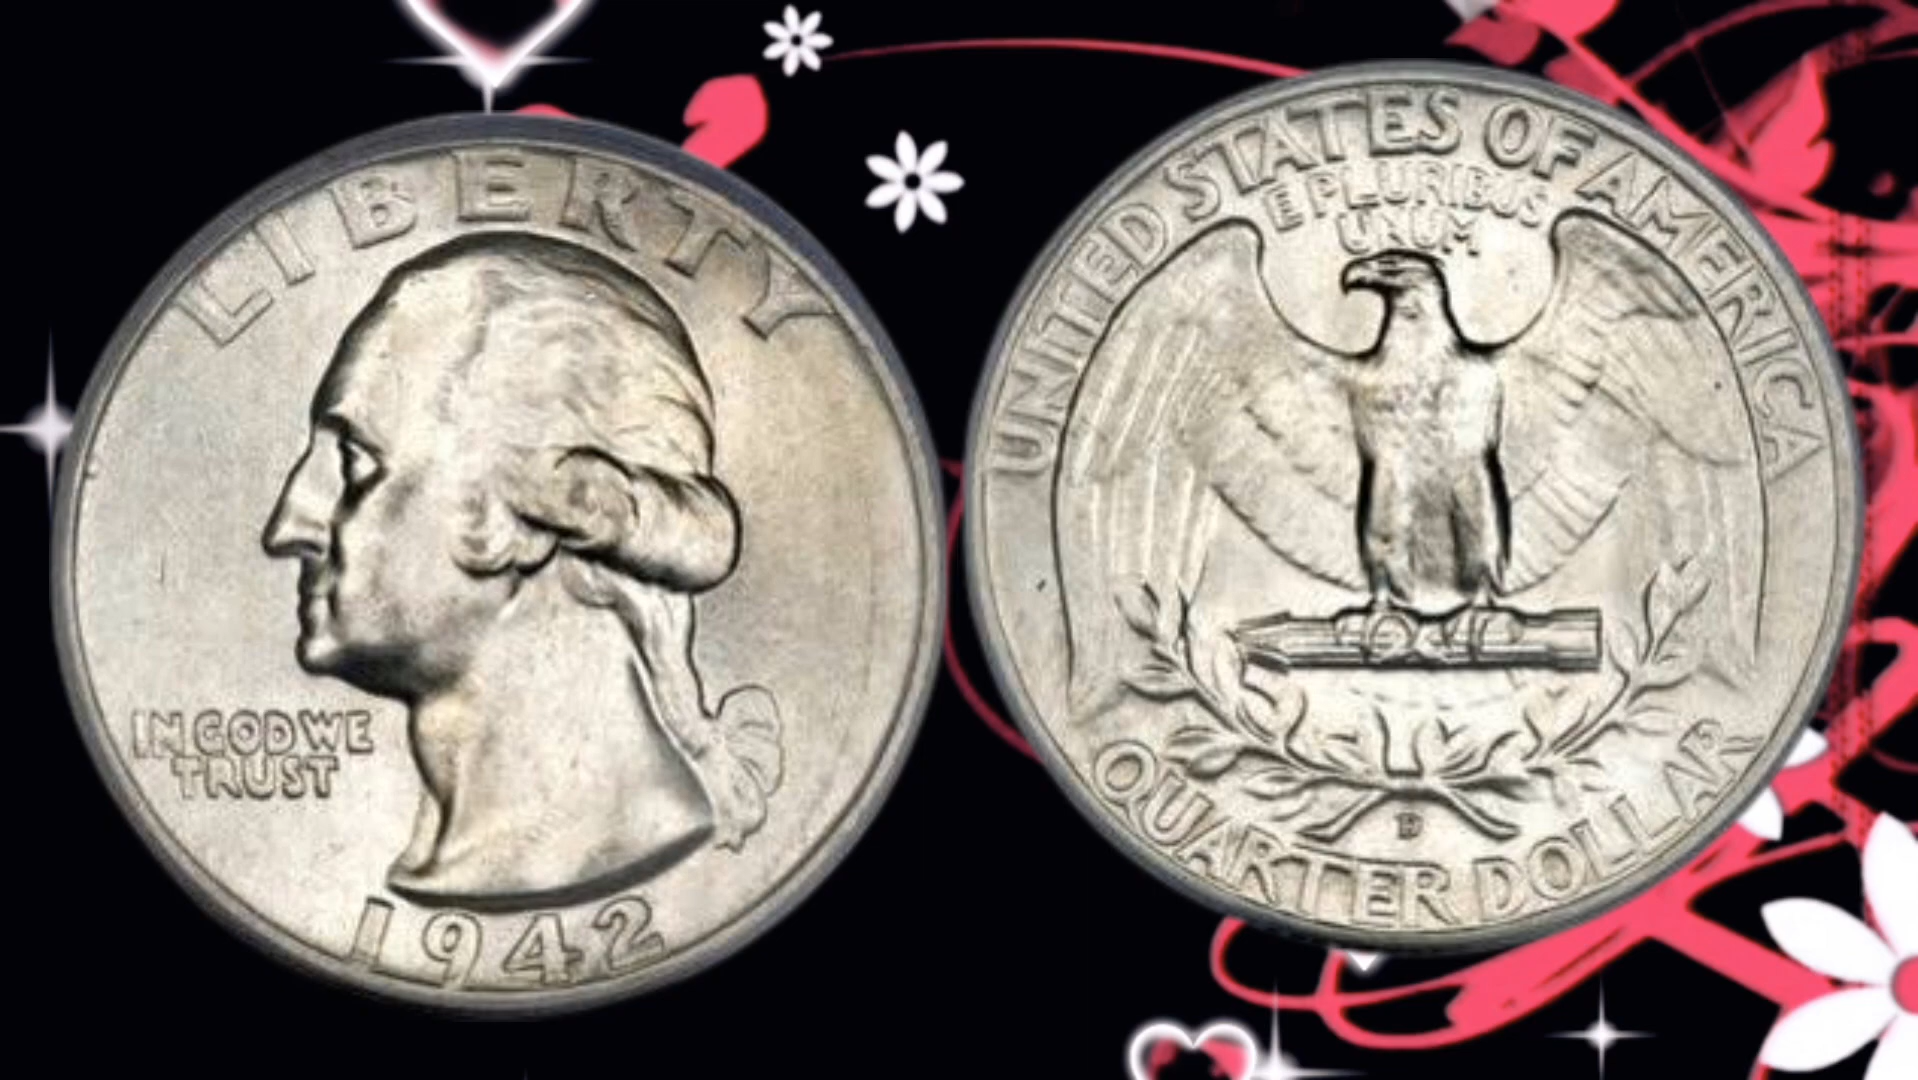 LIBERTY
IN GOD WE
TRUST
1942
UNITED STATES OF AMERICA
E PLURIBUS
UNUM
D
QUARTER DOLLAR